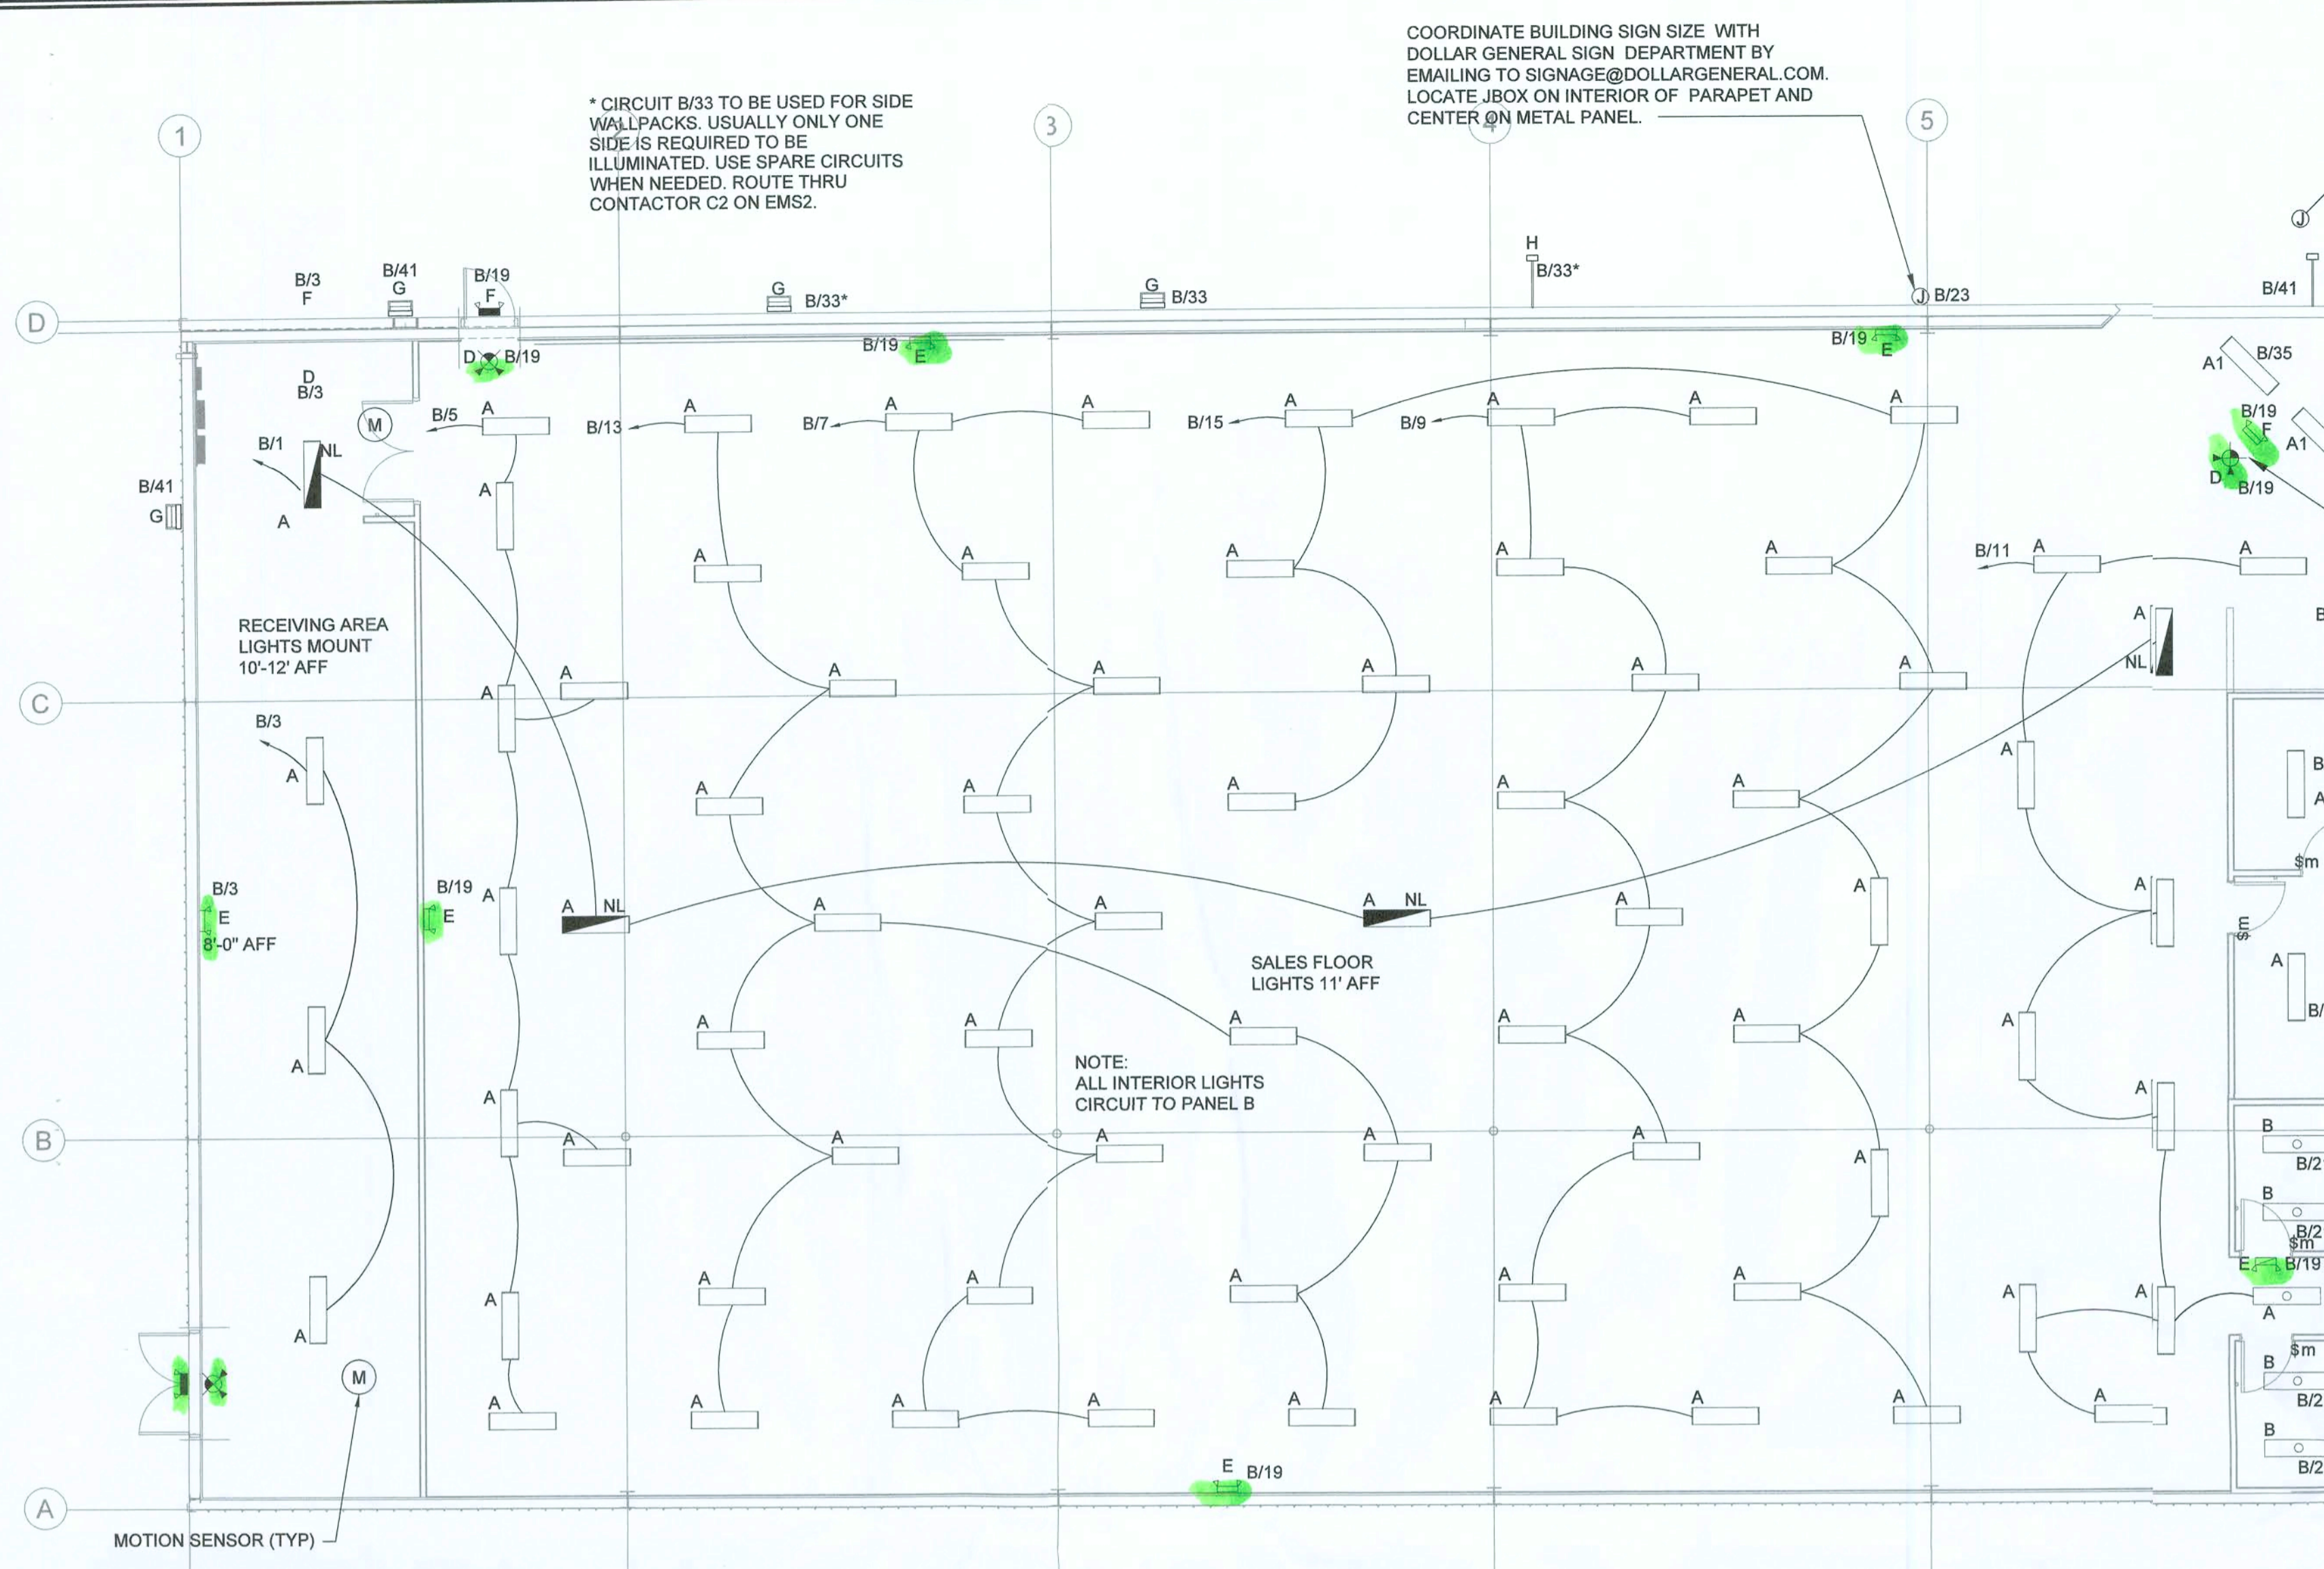 COORDINATE BUILDING SIGN SIZE WITH
DOLLAR GENERAL SIGN DEPARTMENT BY
EMAILING TO SIGNAGE@DOLLARGENERAL.COM.
LOCATE JBOX ON INTERIOR OF PARAPET AND
CENTER ON METAL PANEL.
* CIRCUIT B/33 TO BE USED FOR SIDE
WALLPACKS. USUALLY ONLY ONE
SIDE IS REQUIRED TO BE
ILLUMINATED. USE SPARE CIRCUITS
WHEN NEEDED. ROUTE THRU
CONTACTOR C2 ON EMS2.
1 2 3 4 5
J
B/3
F
B/41
G
B/19
F
G B/33*
G B/33
H
B/33*
J B/23
B/41
D
D B/19
B/19 E
B/19 E
A1 B/35
D
B/3
M
B/5 A
B/13 A
B/7 A A
B/15 A
B/9 A A
A
B/19
F
A1
D
B/19
B/1 NL
A
B/41
G
A
A A A A A
B/11 A A
A
NL
B
RECEIVING AREA
LIGHTS MOUNT
10'-12' AFF
A A A A A A A
C
B/3
A
A A A A A
A
B
A
$m
B/3
E
8'-0" AFF
B/19
E
A
A NL
A A
A NL
A A
A
$m
A
B/
SALES FLOOR
LIGHTS 11' AFF
A
A A A A A
A
NOTE:
ALL INTERIOR LIGHTS
CIRCUIT TO PANEL B
A
A
A A A A A
B
B
B/2
B
B/2
$m
E B/19
A
A
A A A A A
A A
A
$m
B
B/2
M
A A A A A A A A A
A
B
B/2
E B/19
A
MOTION SENSOR (TYP)